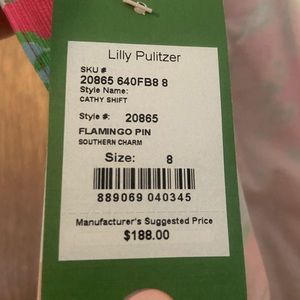 Lilly Pulitzer
SKU #
20865 640FB8 8
Style Name:
CATHY SHIFT
Style #: 20865
FLAMINGO PIN
SOUTHERN CHARM
Size: 8
889069 040345
Manufacturer's Suggested Price
$188.00